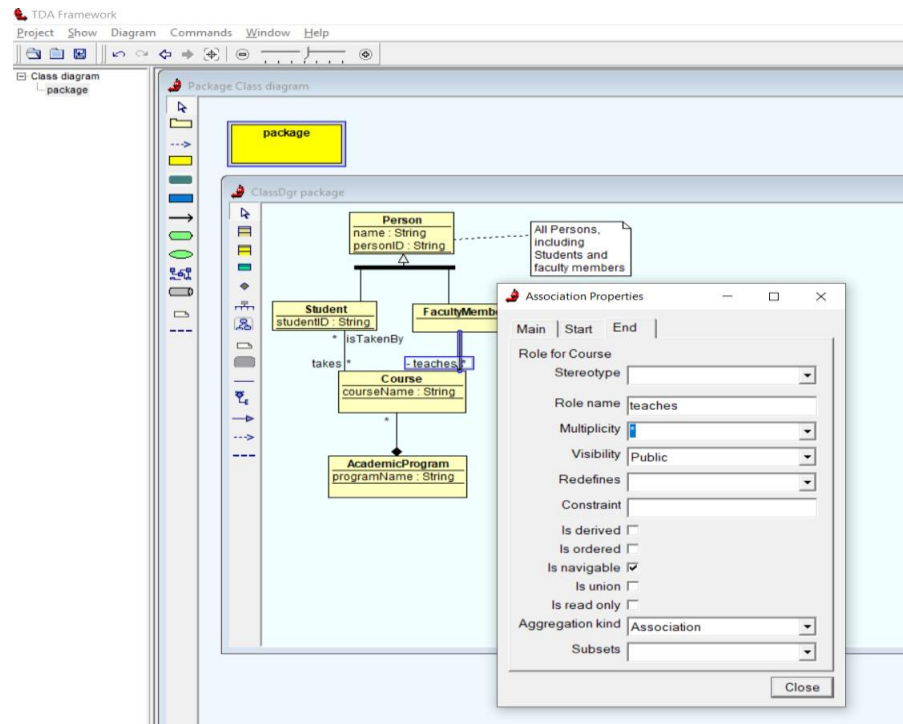 TDA Framework
Project Show Diagram Commands Window Help
Class diagram
package
Package Class diagram
package
ClassDgr package
Person
name : String
personID : String
All Persons,
including
Students and
faculty members
Student
studentID : String
FacultyMembe
* isTakenBy
takes *
- teaches *
Course
courseName : String
*
AcademicProgram
programName : String
Association Properties
Main Start End
Role for Course
Stereotype
Role name teaches
Multiplicity *
Visibility Public
Redefines
Constraint
Is derived
Is ordered
Is navigable
Is union
Is read only
Aggregation kind Association
Subsets
Close